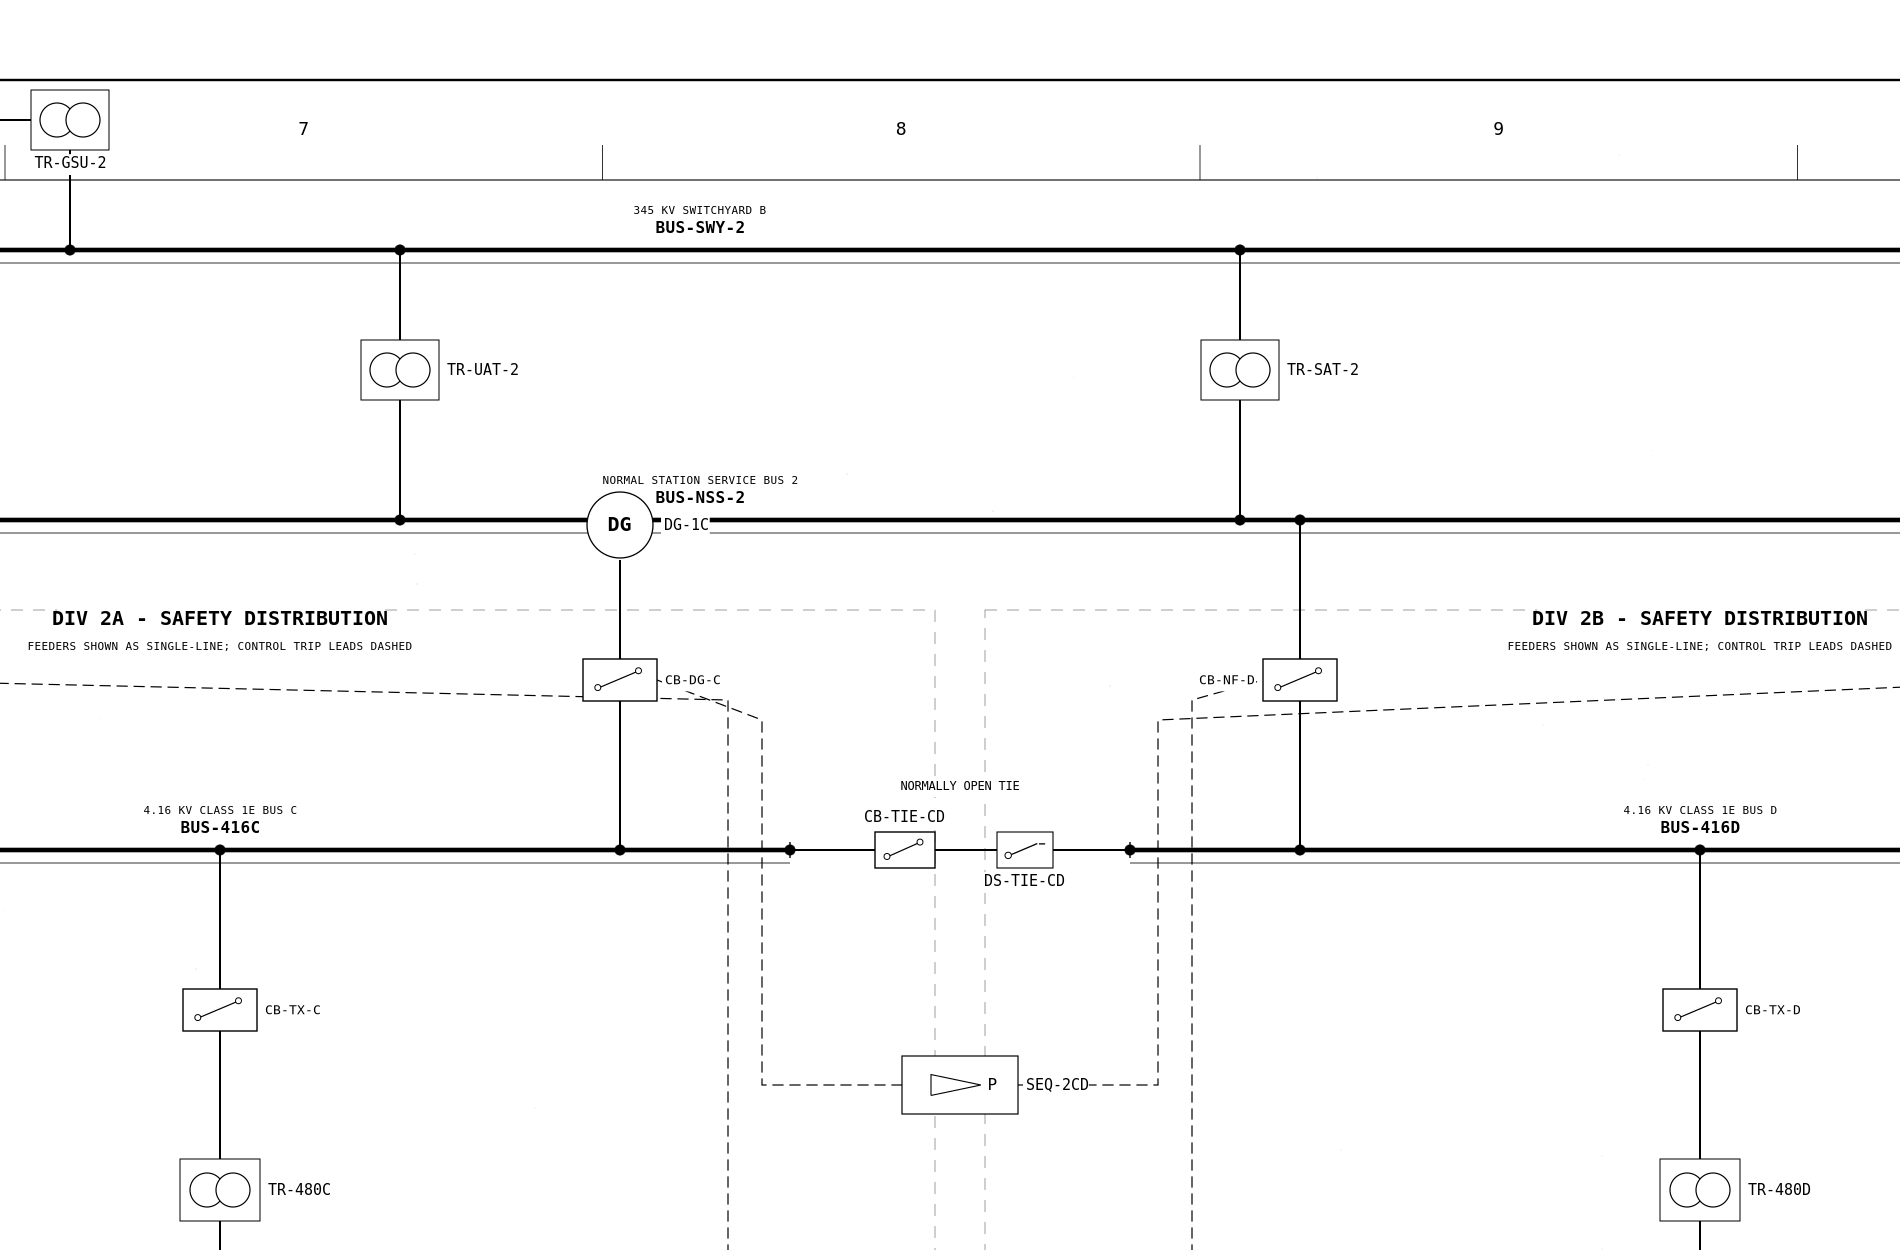 7
8
9
TR-GSU-2
345 KV SWITCHYARD B
BUS-SWY-2
TR-UAT-2
TR-SAT-2
NORMAL STATION SERVICE BUS 2
BUS-NSS-2
DG
DG-1C
DIV 2A - SAFETY DISTRIBUTION
FEEDERS SHOWN AS SINGLE-LINE; CONTROL TRIP LEADS DASHED
DIV 2B - SAFETY DISTRIBUTION
FEEDERS SHOWN AS SINGLE-LINE; CONTROL TRIP LEADS DASHED
CB-DG-C
CB-NF-D
NORMALLY OPEN TIE
CB-TIE-CD
4.16 KV CLASS 1E BUS C
BUS-416C
4.16 KV CLASS 1E BUS D
BUS-416D
DS-TIE-CD
CB-TX-C
CB-TX-D
P
SEQ-2CD
TR-480C
TR-480D